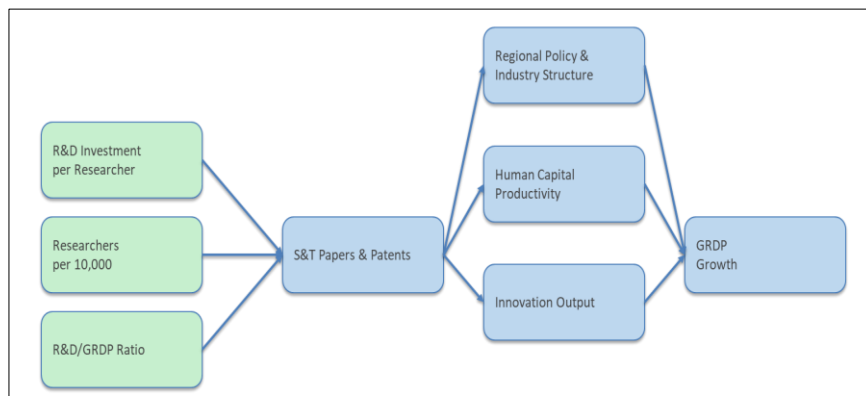 R&D Investment
per Researcher
Researchers
per 10,000
R&D/GRDP Ratio
S&T Papers & Patents
Regional Policy &
Industry Structure
Human Capital
Productivity
Innovation Output
GRDP
Growth